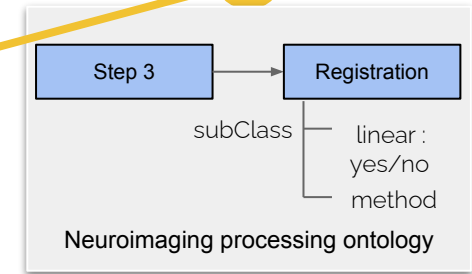 Step 3
Registration
subClass
linear :
yes/no
method
Neuroimaging processing ontology